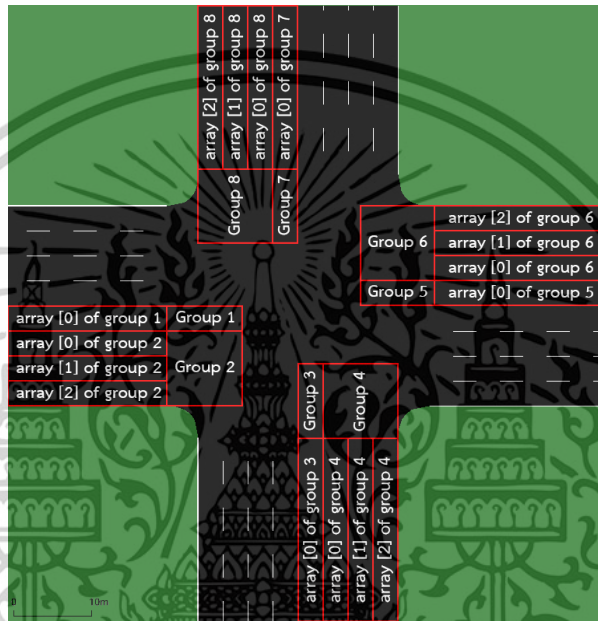 array [2] of group 8
array [1] of group 8
array [0] of group 8
array [0] of group 7
Group 8
Group 7
Group 6
array [2] of group 6
array [1] of group 6
array [0] of group 6
Group 5
array [0] of group 5
array [0] of group 1
Group 1
array [0] of group 2
array [1] of group 2
array [2] of group 2
Group 2
Group 3
Group 4
array [0] of group 3
array [0] of group 4
array [1] of group 4
array [2] of group 4
0
10m